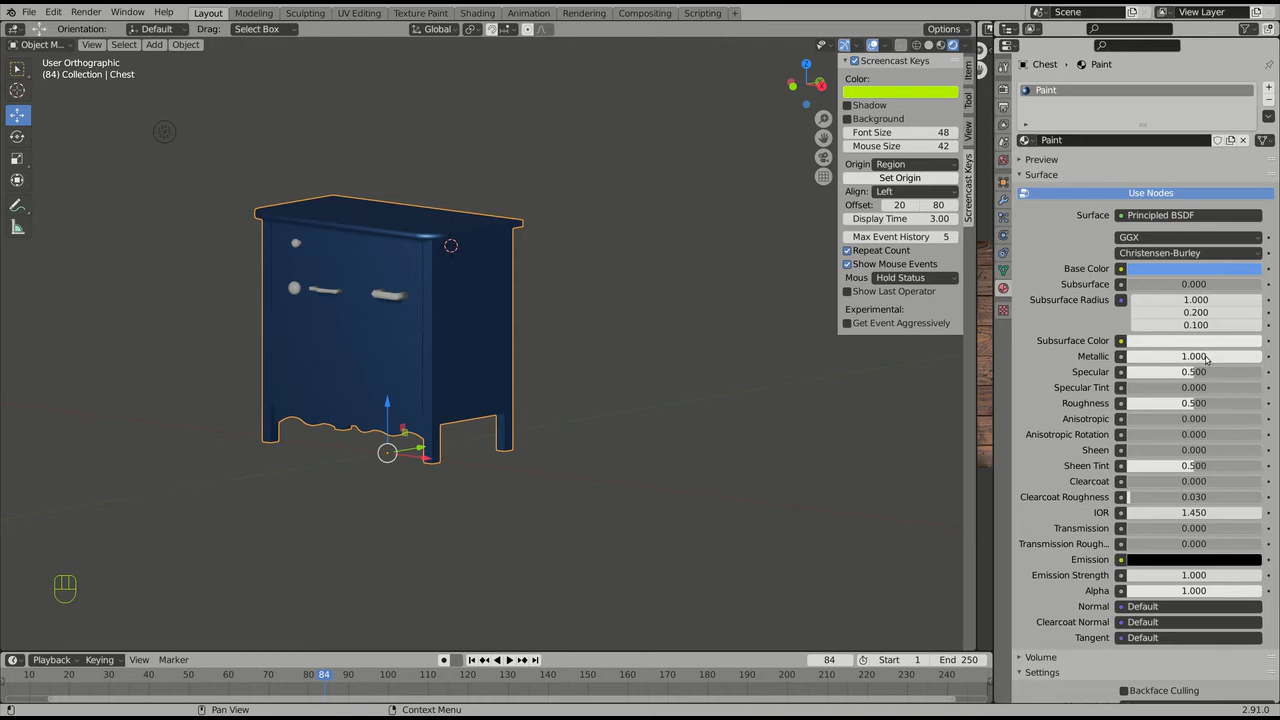 File Edit Render Window Help Layout Modeling Sculpting UV Editing Texture Paint Shading Animation Rendering Compositing Scripting + Scene View Layer
Orientation: Default Drag: Select Box Global Options
Object M... View Select Add Object
User Orthographic
(84) Collection | Chest
Screencast Keys
Color:
Shadow
Background
Font Size 48
Mouse Size 42
Origin Region
Set Origin
Align: Left
Offset: 20 80
Display Time 3.00
Max Event History 5
Repeat Count
Show Mouse Events
Mous Hold Status
Show Last Operator
Experimental:
Get Event Aggressively
Item
Tool
View
Screencast Keys
Z
X
Chest Paint
Paint
Paint
Preview
Surface
Use Nodes
Surface Principled BSDF
GGX
Christensen-Burley
Base Color
Subsurface 0.000
Subsurface Radius 1.000
0.200
0.100
Subsurface Color
Metallic 1.000
Specular 0.500
Specular Tint 0.000
Roughness 0.500
Anisotropic 0.000
Anisotropic Rotation 0.000
Sheen 0.000
Sheen Tint 0.500
Clearcoat 0.000
Clearcoat Roughness 0.030
IOR 1.450
Transmission 0.000
Transmission Rough... 0.000
Emission
Emission Strength 1.000
Alpha 1.000
Normal Default
Clearcoat Normal Default
Tangent Default
Volume
Settings
Backface Culling
Playback Keying View Marker 84 Start 1 End 250
10 20 30 40 50 60 70 80 84 90 100 110 120 130 140 150 160 170 180 190 200 210 220 230 240
Pan View Context Menu 2.91.0